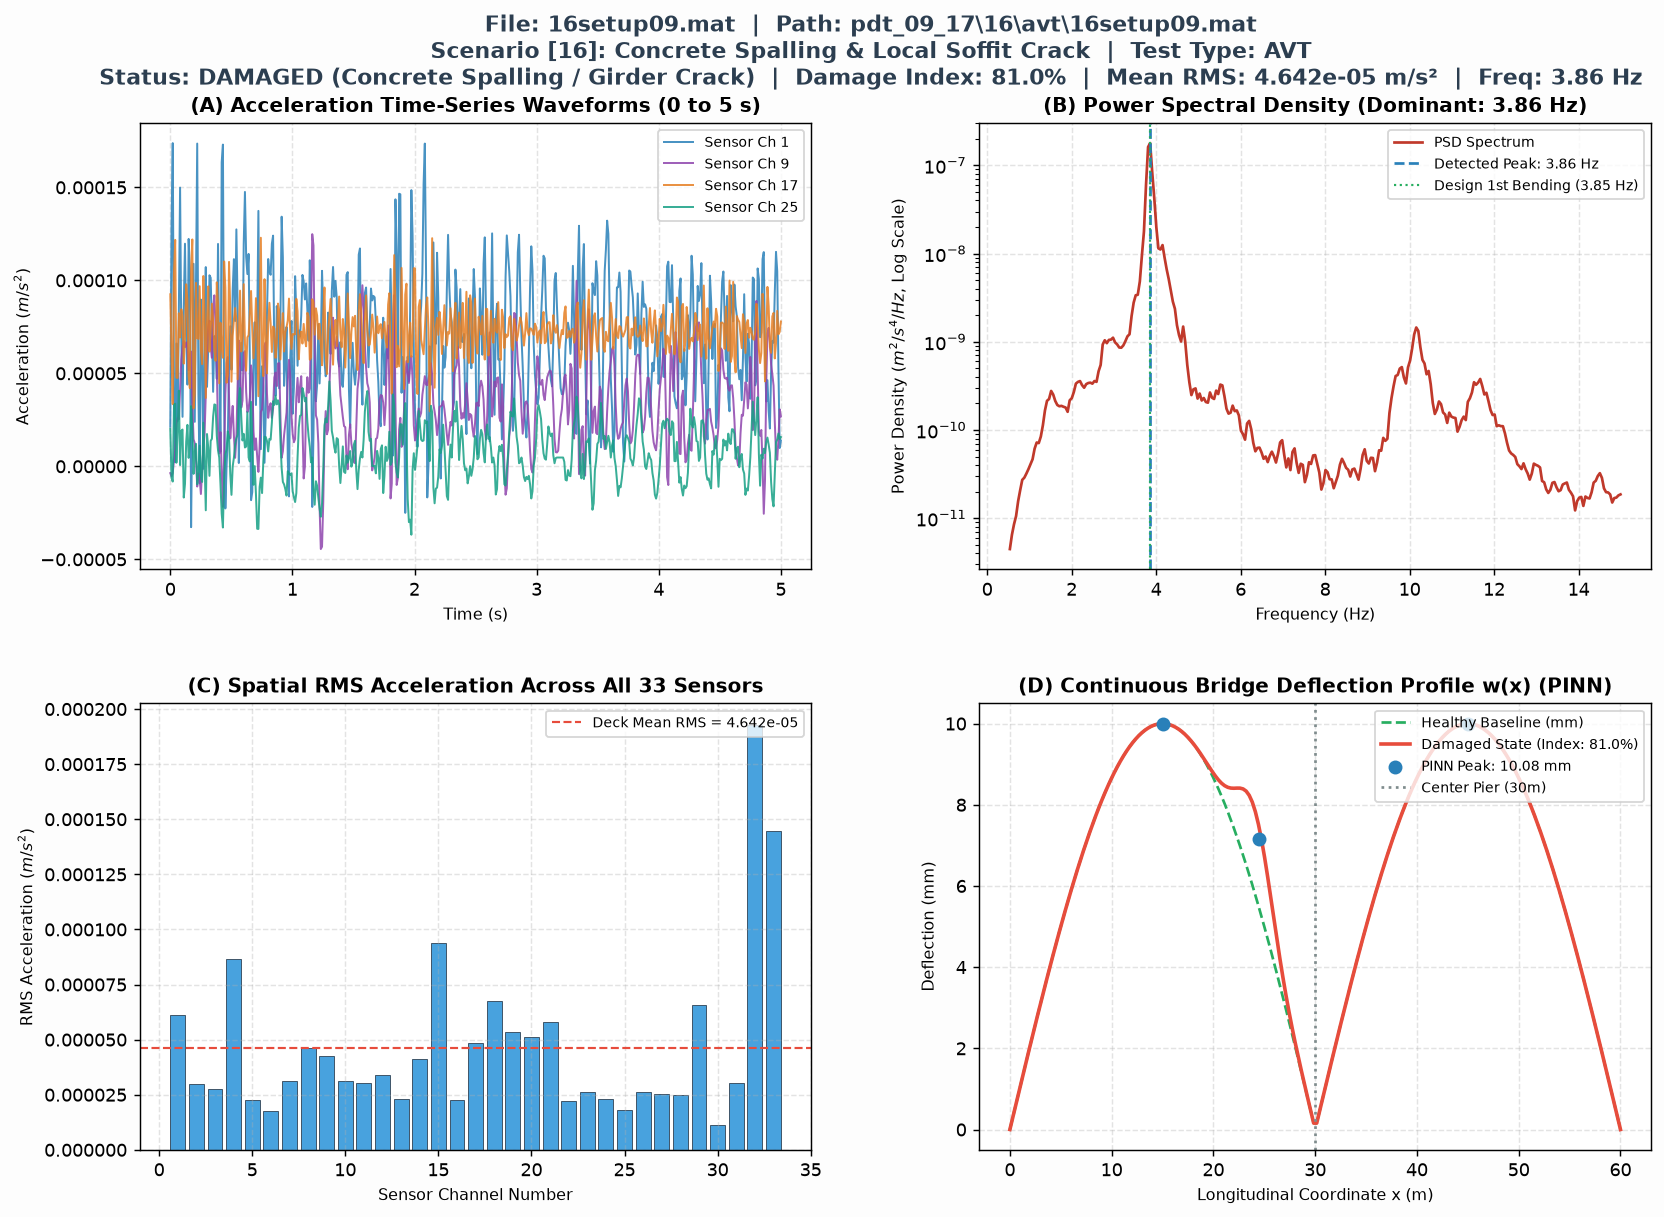 File: 16setup09.mat | Path: pdt_09_17\16\avt\16setup09.mat
Scenario [16]: Concrete Spalling & Local Soffit Crack | Test Type: AVT
Status: DAMAGED (Concrete Spalling / Girder Crack) | Damage Index: 81.0% | Mean RMS: 4.642e-05 m/s² | Freq: 3.86 Hz
(A) Acceleration Time-Series Waveforms (0 to 5 s)
Sensor Ch 1
Sensor Ch 9
Sensor Ch 17
Sensor Ch 25
0.00015
0.00010
0.00005
0.00000
−0.00005
Acceleration (m/s²)
0 1 2 3 4 5
Time (s)
(B) Power Spectral Density (Dominant: 3.86 Hz)
PSD Spectrum
Detected Peak: 3.86 Hz
Design 1st Bending (3.85 Hz)
10⁻⁷
10⁻⁸
10⁻⁹
10⁻¹⁰
10⁻¹¹
Power Density (m²/s⁴/Hz, Log Scale)
0 2 4 6 8 10 12 14
Frequency (Hz)
(C) Spatial RMS Acceleration Across All 33 Sensors
Deck Mean RMS = 4.642e-05
0.000200
0.000175
0.000150
0.000125
0.000100
0.000075
0.000050
0.000025
0.000000
RMS Acceleration (m/s²)
0 5 10 15 20 25 30 35
Sensor Channel Number
(D) Continuous Bridge Deflection Profile w(x) (PINN)
Healthy Baseline (mm)
Damaged State (Index: 81.0%)
PINN Peak: 10.08 mm
Center Pier (30m)
10
8
6
4
2
0
Deflection (mm)
0 10 20 30 40 50 60
Longitudinal Coordinate x (m)